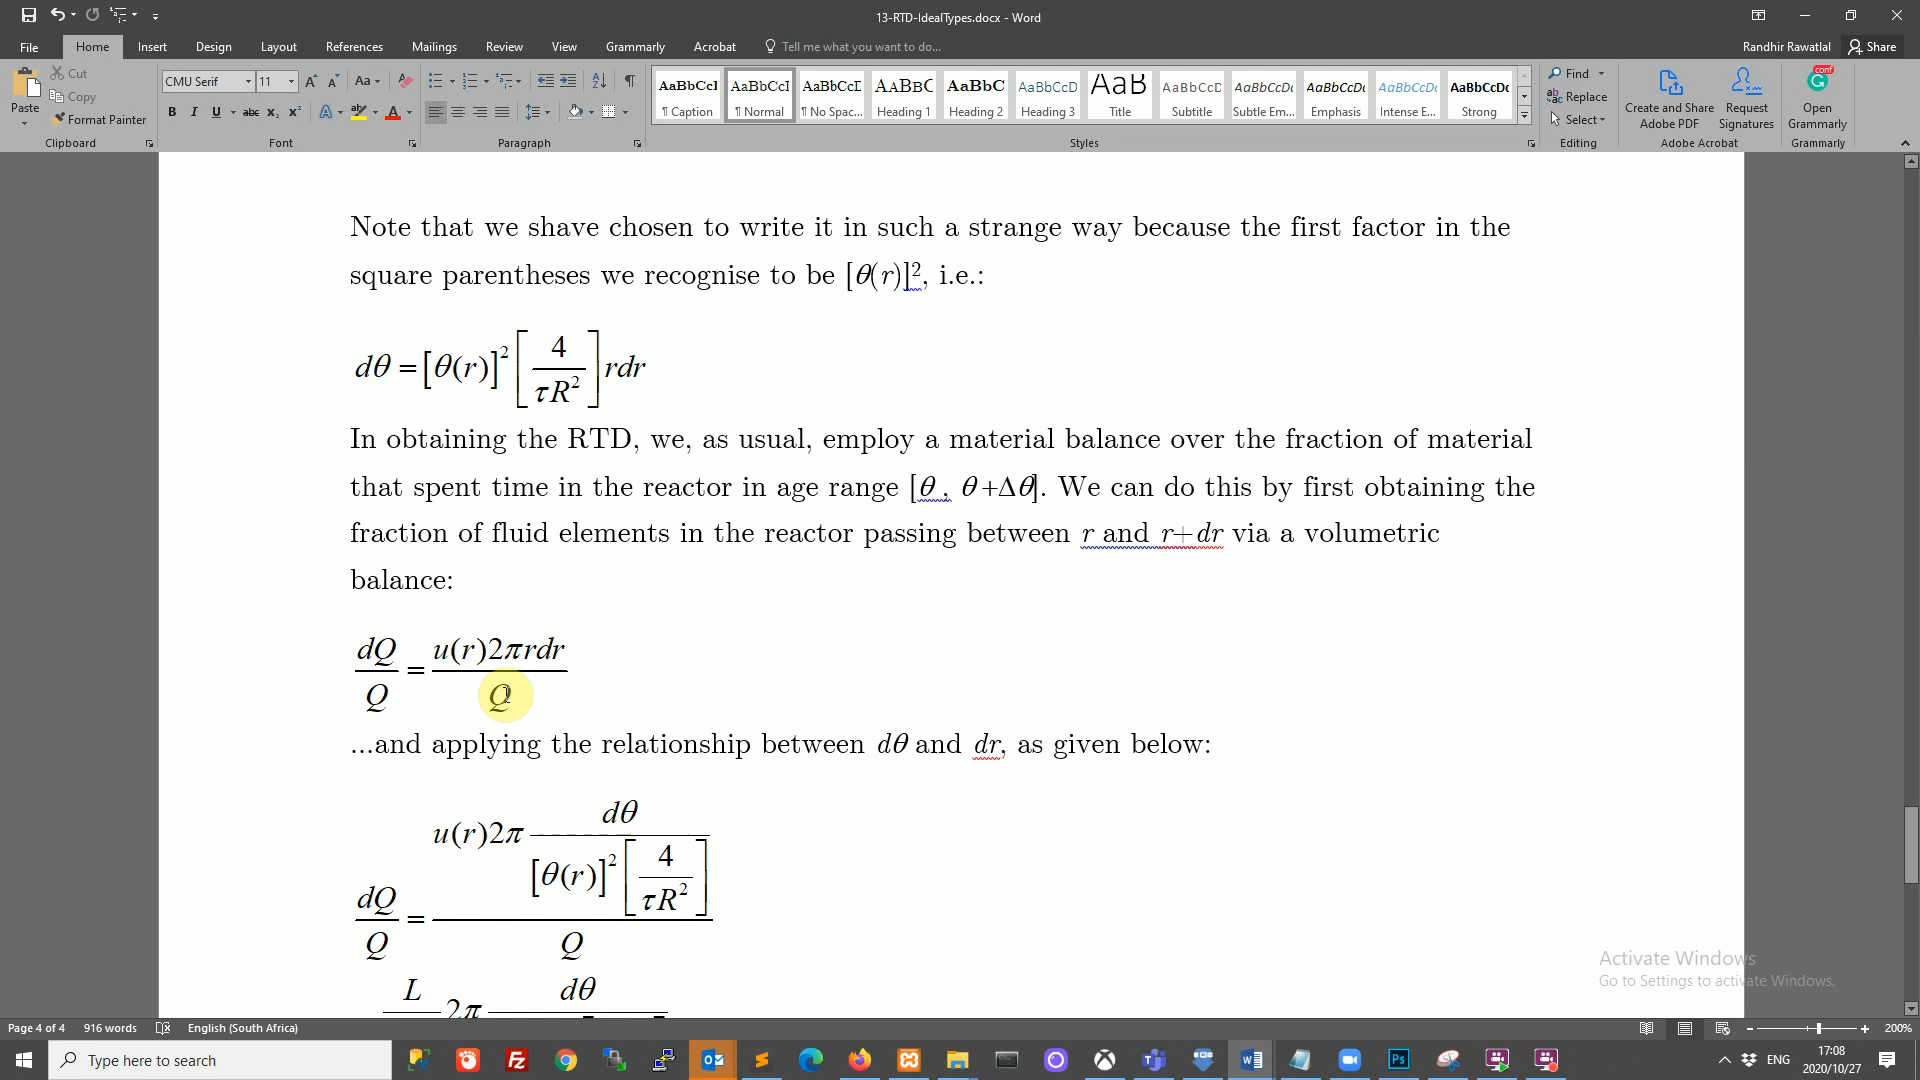 13-RTD-IdealTypes.docx - Word
File Home Insert Design Layout References Mailings Review View Grammarly Acrobat Tell me what you want to do... Randhir Rawatlal Share
Paste Cut Copy Format Painter
CMU Serif 11
AaBbCcI AaBbCcI AaBbCcD AaBbC AaBbC AaBbCcD AaB AaBbCcD AaBbCcDc AaBbCcDc AaBbCcDc AaBbCcDc
¶ Caption ¶ Normal ¶ No Spac... Heading 1 Heading 2 Heading 3 Title Subtitle Subtle Em... Emphasis Intense E... Strong
Find Replace Select
Create and Share Adobe PDF
Request Signatures
conf
Open Grammarly
Clipboard Font Paragraph Styles Editing Adobe Acrobat Grammarly
Note that we shave chosen to write it in such a strange way because the first factor in the
square parentheses we recognise to be [θ(r)]², i.e.:
dθ = [θ(r)]² [4 / τR²] rdr
In obtaining the RTD, we, as usual, employ a material balance over the fraction of material
that spent time in the reactor in age range [θ , θ+Δθ]. We can do this by first obtaining the
fraction of fluid elements in the reactor passing between r and r+dr via a volumetric
balance:
dQ / Q = u(r)2πrdr / Q
...and applying the relationship between dθ and dr, as given below:
dQ / Q = u(r)2π dθ / [θ(r)]² [4 / τR²] / Q
L 2π dθ
Activate Windows
Go to Settings to activate Windows.
Page 4 of 4 916 words English (South Africa) 200%
Type here to search
ENG 17:08
2020/10/27